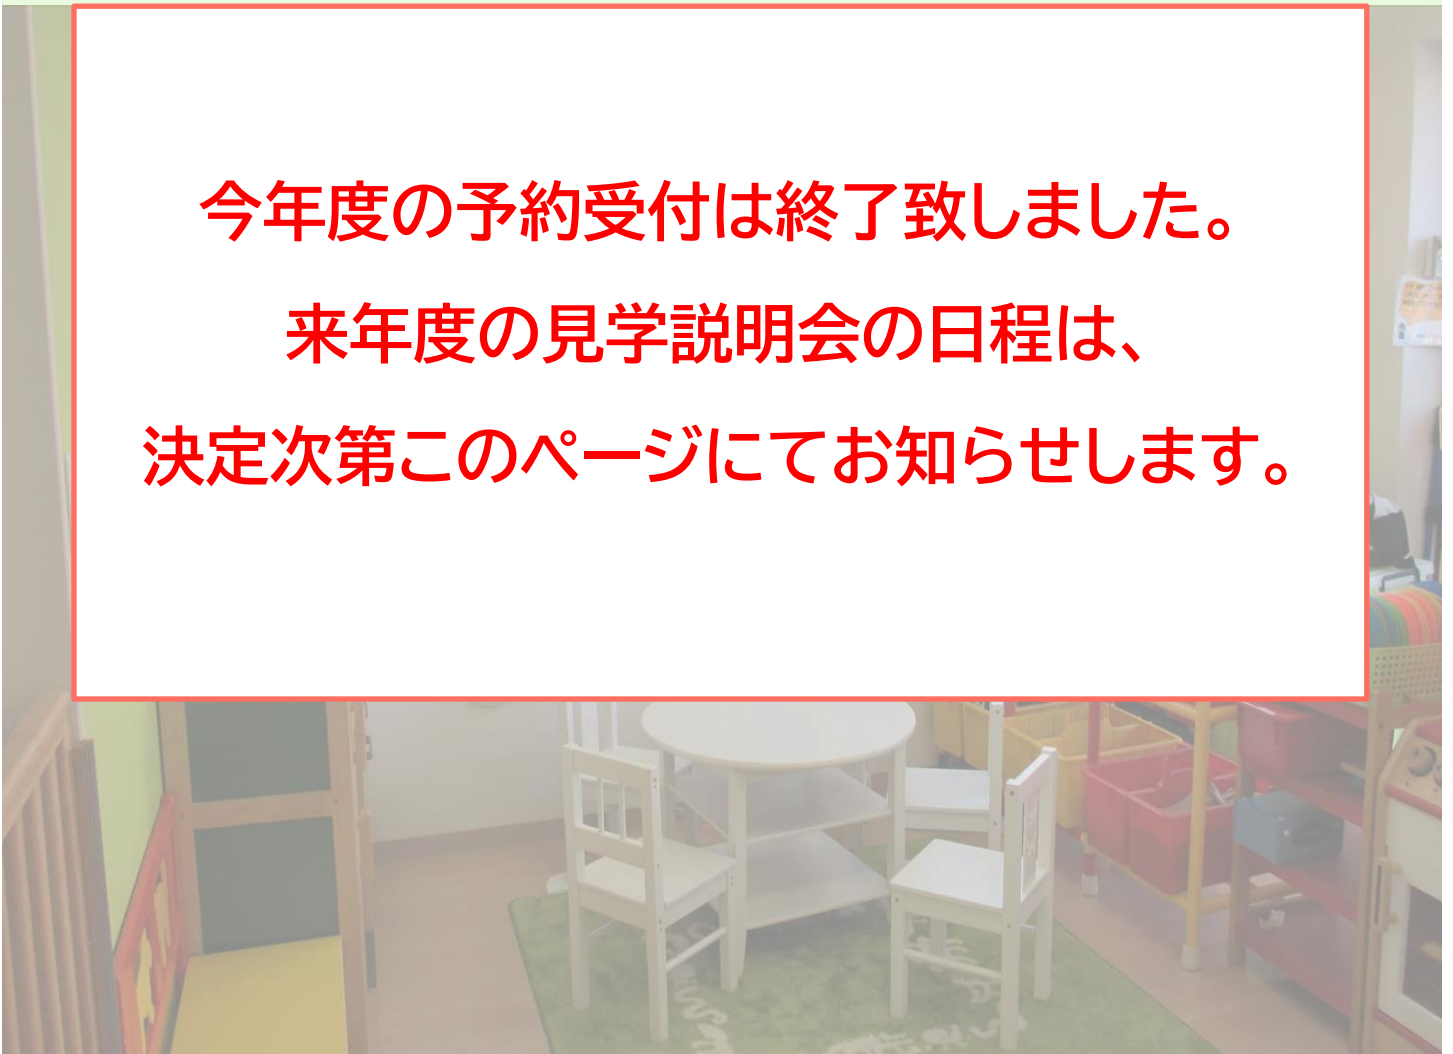 今年度の予約受付は終了致しました。
来年度の見学説明会の日程は、
決定次第このページにてお知らせします。